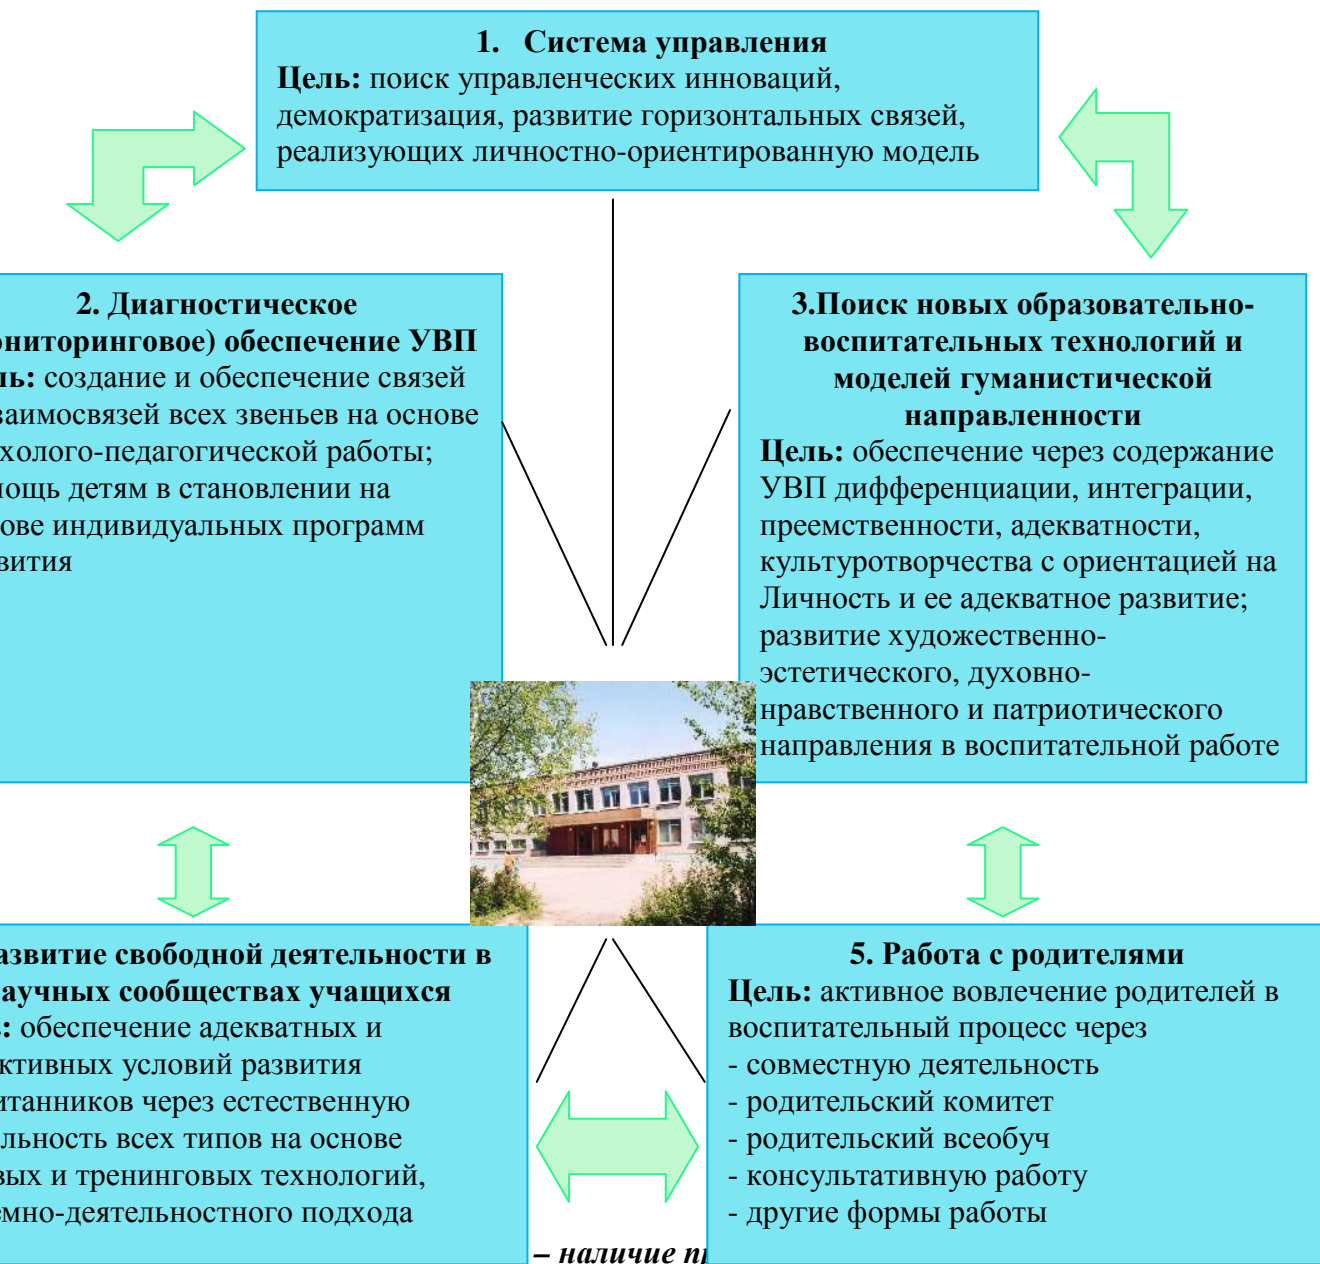 1. Система управления
Цель: поиск управленческих инноваций,
демократизация, развитие горизонтальных связей,
реализующих личностно-ориентированную модель
2. Диагностическое
ониторинговое) обеспечение УВП
ль: создание и обеспечение связей
заимосвязей всех звеньев на основе
холого-педагогической работы;
ощь детям в становлении на
ове индивидуальных программ
вития
3.Поиск новых образовательно-
воспитательных технологий и
моделей гуманистической
направленности
Цель: обеспечение через содержание
УВП дифференциации, интеграции,
преемственности, адекватности,
культуротворчества с ориентацией на
Личность и ее адекватное развитие;
развитие художественно-
эстетического, духовно-
нравственного и патриотического
направления в воспитательной работе
азвитие свободной деятельности в
аучных сообществах учащихся
: обеспечение адекватных и
ктивных условий развития
итанников через естественную
льность всех типов на основе
вых и тренинговых технологий,
емно-деятельностного подхода
5. Работа с родителями
Цель: активное вовлечение родителей в
воспитательный процесс через
- совместную деятельность
- родительский комитет
- родительский всеобуч
- консультативную работу
- другие формы работы
– наличие п